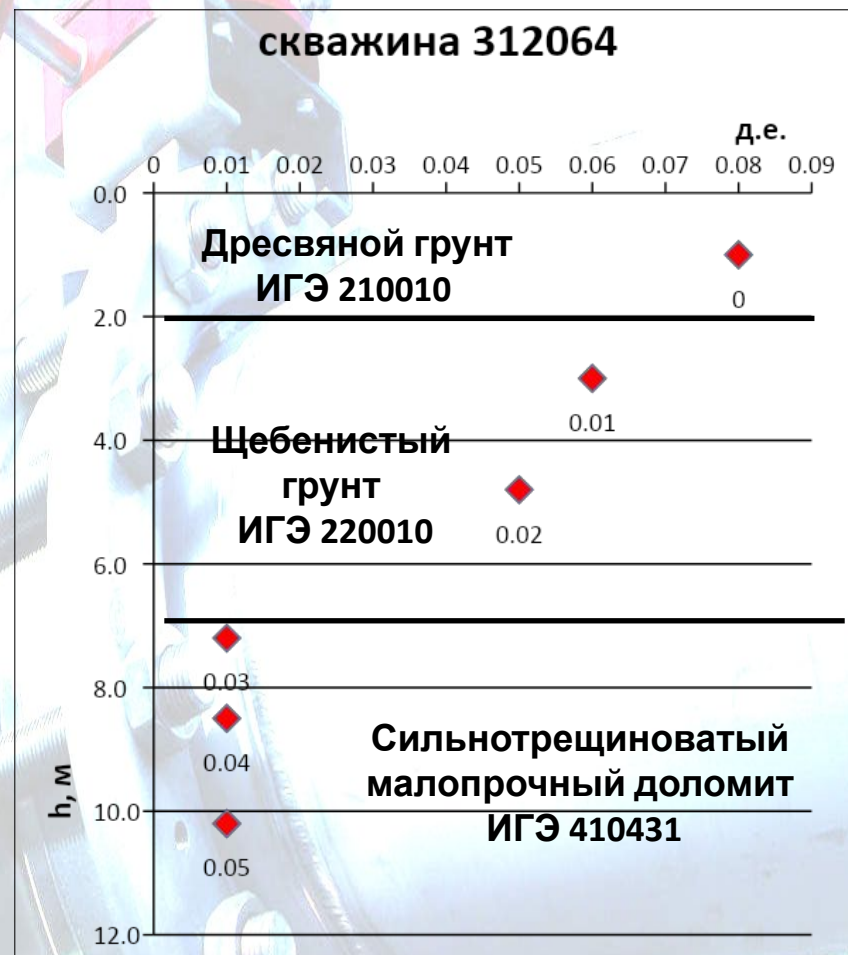 скважина 312064
д.е.
0 0.01 0.02 0.03 0.04 0.05 0.06 0.07 0.08 0.09
0.0
Дресвяной грунт
ИГЭ 210010
0
2.0
0.01
4.0
Щебенистый
грунт
ИГЭ 220010
0.02
6.0
0.03
8.0
0.04
Сильнотрещиноватый
малопрочный доломит
ИГЭ 410431
h, м
10.0
0.05
12.0